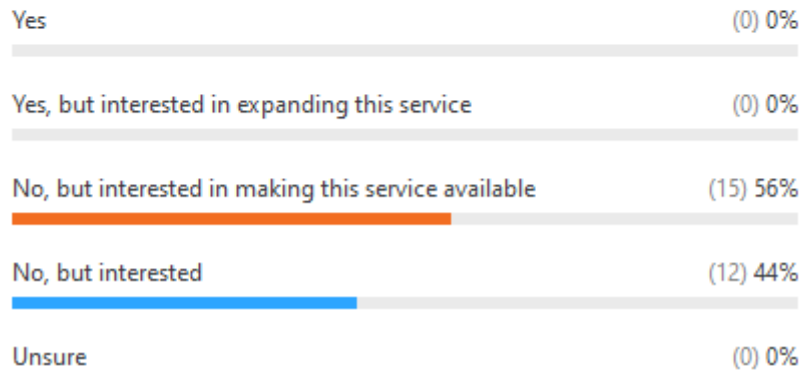 Yes (0) 0%
Yes, but interested in expanding this service (0) 0%
No, but interested in making this service available (15) 56%
No, but interested (12) 44%
Unsure (0) 0%